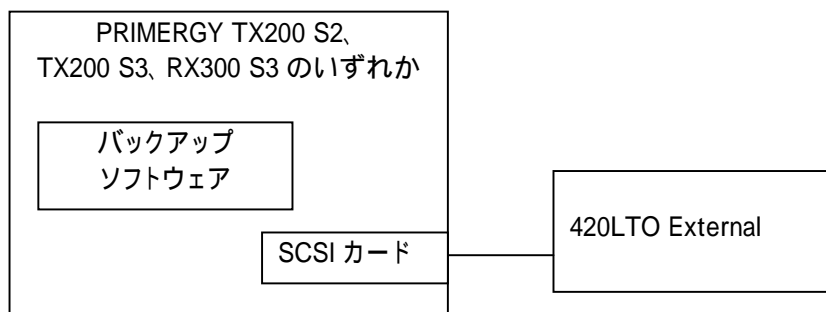 PRIMERGY TX200 S2、
TX200 S3、RX300 S3 のいずれか
バックアップ
ソフトウェア
SCSI カード
420LTO External